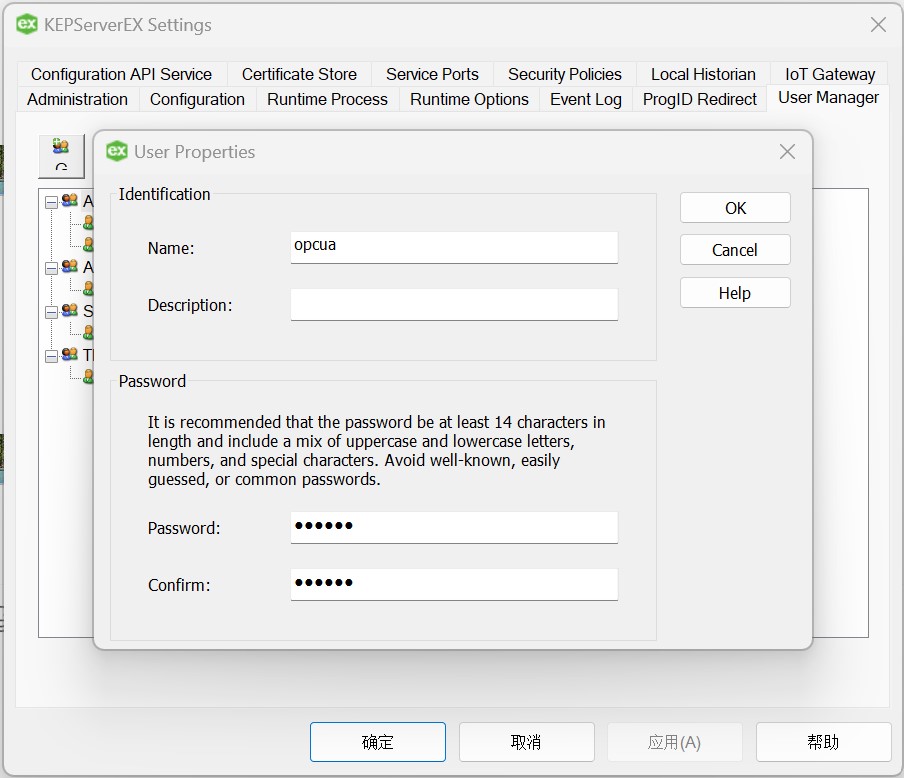 ex KEPServerEX Settings
Configuration API Service Certificate Store Service Ports Security Policies Local Historian IoT Gateway
Administration Configuration Runtime Process Runtime Options Event Log ProgID Redirect User Manager
ex User Properties
Identification
Name: opcua
Description:
OK
Cancel
Help
Password
It is recommended that the password be at least 14 characters in
length and include a mix of uppercase and lowercase letters,
numbers, and special characters. Avoid well-known, easily
guessed, or common passwords.
Password: ●●●●●●
Confirm: ●●●●●●
确定 取消 应用(A) 帮助